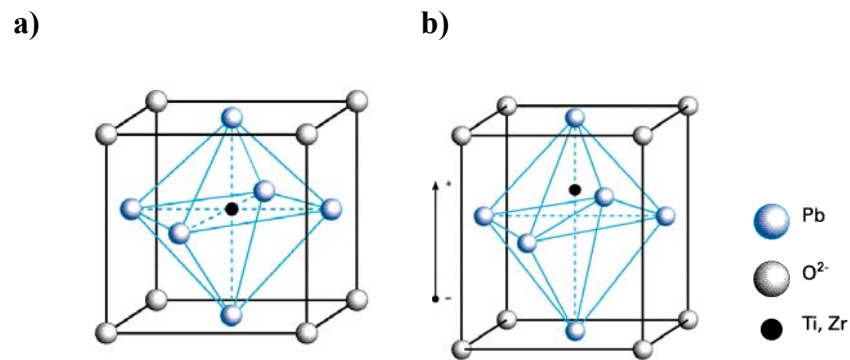 a)
b)
+
-
Pb
O²⁻
Ti, Zr